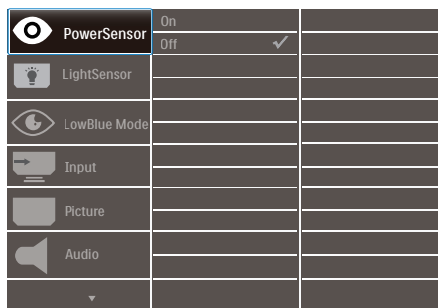 PowerSensor
On
Off
LightSensor
LowBlue Mode
Input
Picture
Audio